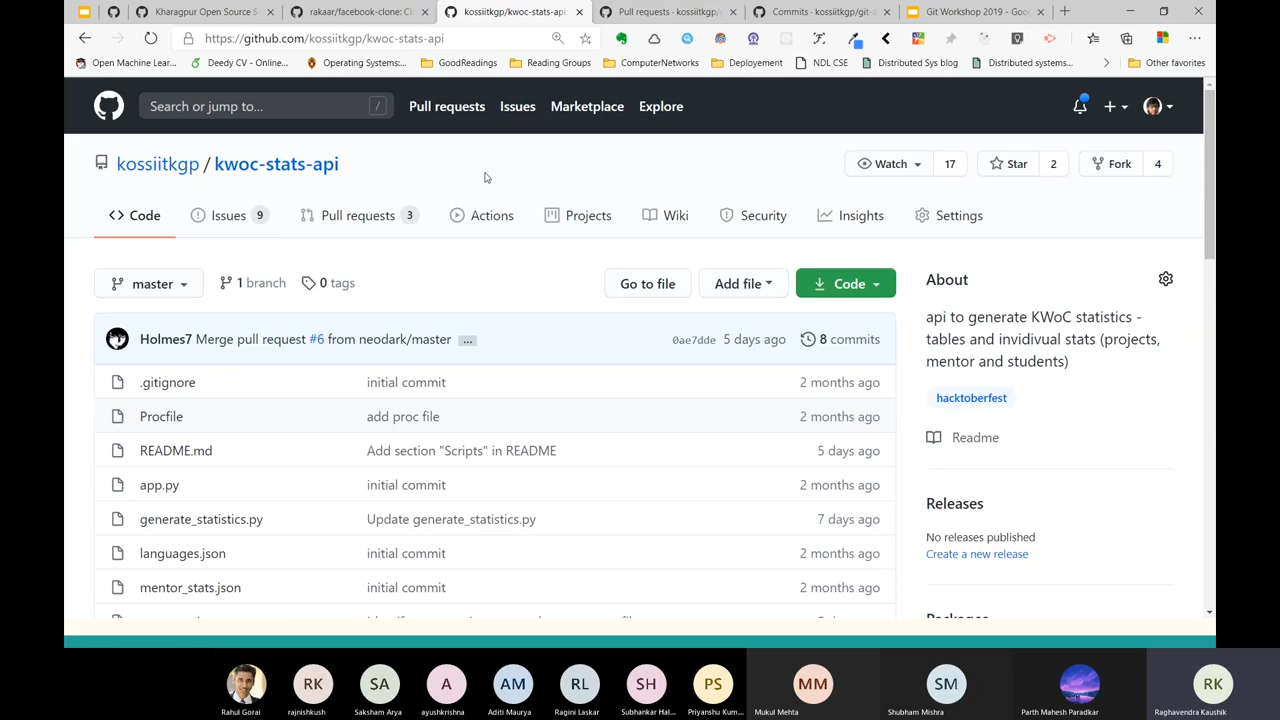 Kharagpur Open Source S
rakaar/facebook-clone: Cl
kossiitkgp/kwoc-stats-api
Pull requests · kossiitkgp/
Commits · kossiitkgp/git-
Git Workshop 2019 - Goo
https://github.com/kossiitkgp/kwoc-stats-api
Open Machine Lear...
Deedy CV - Online...
Operating Systems:...
GoodReadings
Reading Groups
ComputerNetworks
Deployement
NDL CSE
Distributed Sys blog
Distributed systems...
Other favorites
Search or jump to...
/
Pull requests
Issues
Marketplace
Explore
kossiitkgp / kwoc-stats-api
Watch 17
Star 2
Fork 4
<> Code
Issues 9
Pull requests 3
Actions
Projects
Wiki
Security
Insights
Settings
master
1 branch
0 tags
Go to file
Add file
Code
About
api to generate KWoC statistics -
tables and invidivual stats (projects,
mentor and students)
Holmes7 Merge pull request #6 from neodark/master ...
0ae7dde 5 days ago
8 commits
.gitignore initial commit 2 months ago
Procfile add proc file 2 months ago
README.md Add section "Scripts" in README 5 days ago
app.py initial commit 2 months ago
generate_statistics.py Update generate_statistics.py 7 days ago
languages.json initial commit 2 months ago
mentor_stats.json initial commit 2 months ago
hacktoberfest
Readme
Releases
No releases published
Create a new release
Packages
RK
SA
A
AM
RL
SH
PS
MM
SM
RK
Rahul Gorai
rajnishkush
Saksham Arya
ayushkrishna
Aditi Maurya
Ragini Laskar
Subhankar Hal...
Priyanshu Kum...
Mukul Mehta
Shubham Mishra
Parth Mahesh Paradkar
Raghavendra Kaushik